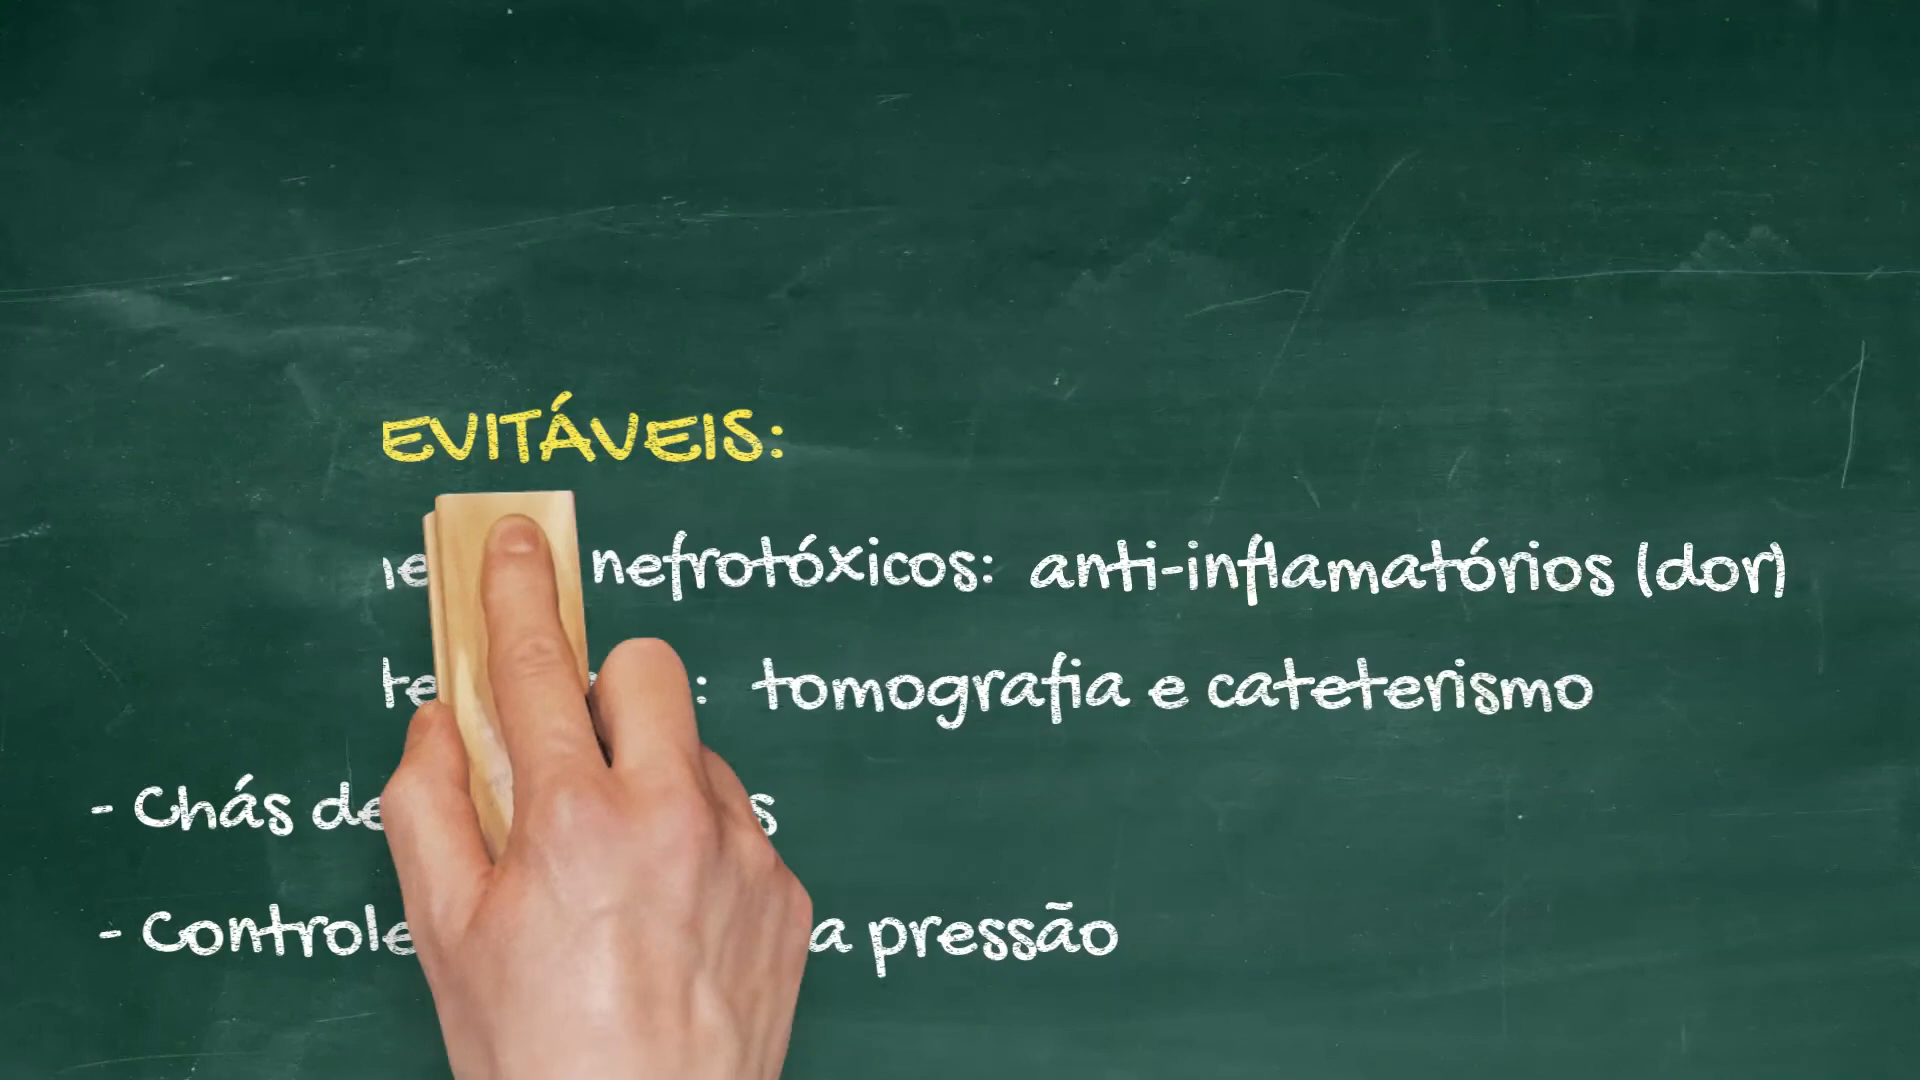 EVITÁVEIS:
nefrotóxicos: anti-inflamatórios (dor)
: tomografia e cateterismo
- Chás de
- Controle a pressão